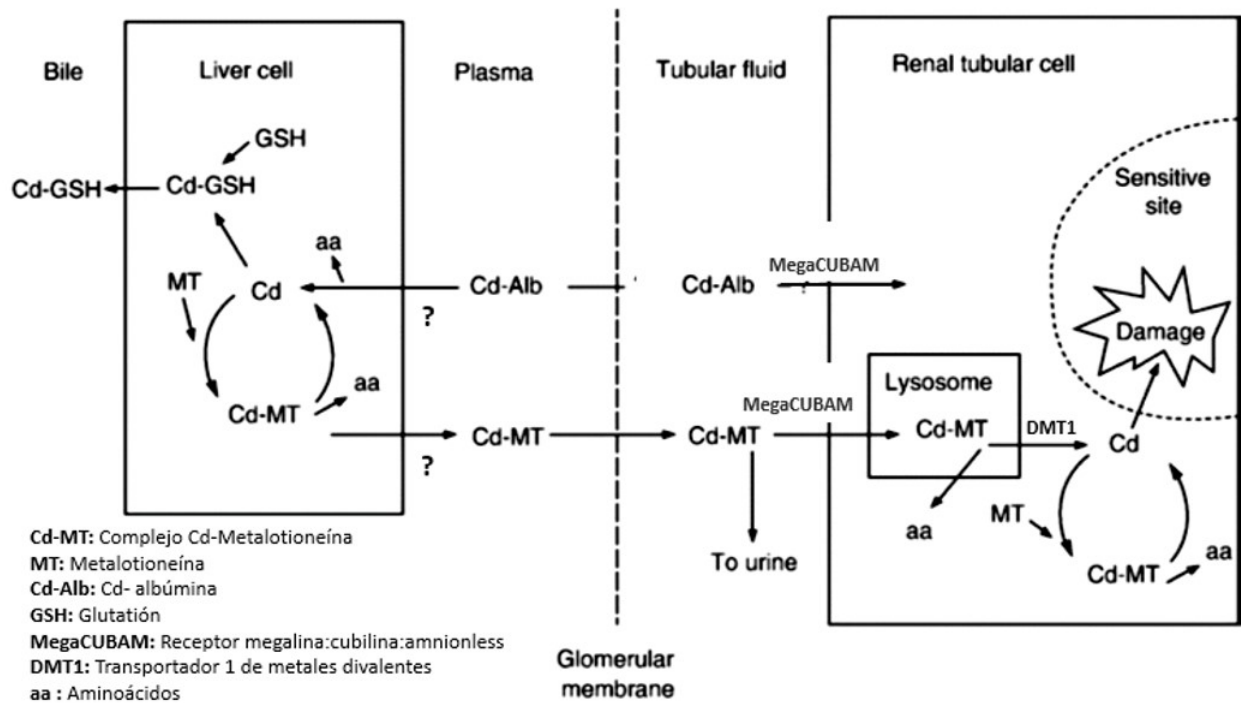 Bile
Liver cell
Plasma
Tubular fluid
Renal tubular cell
GSH
Cd-GSH
Cd-GSH
Sensitive
site
aa
MT
Cd
Cd-Alb
Cd-Alb
MegaCUBAM
?
Damage
Lysosome
aa
Cd-MT
MegaCUBAM
Cd-MT
Cd-MT
Cd-MT
DMT1
Cd
?
aa
MT
To urine
Cd-MT
aa
Cd-MT: Complejo Cd-Metalotioneína
MT: Metalotioneína
Cd-Alb: Cd- albúmina
GSH: Glutatión
MegaCUBAM: Receptor megalina:cubilina:amnionless
DMT1: Transportador 1 de metales divalentes
aa : Aminoácidos
Glomerular
membrane